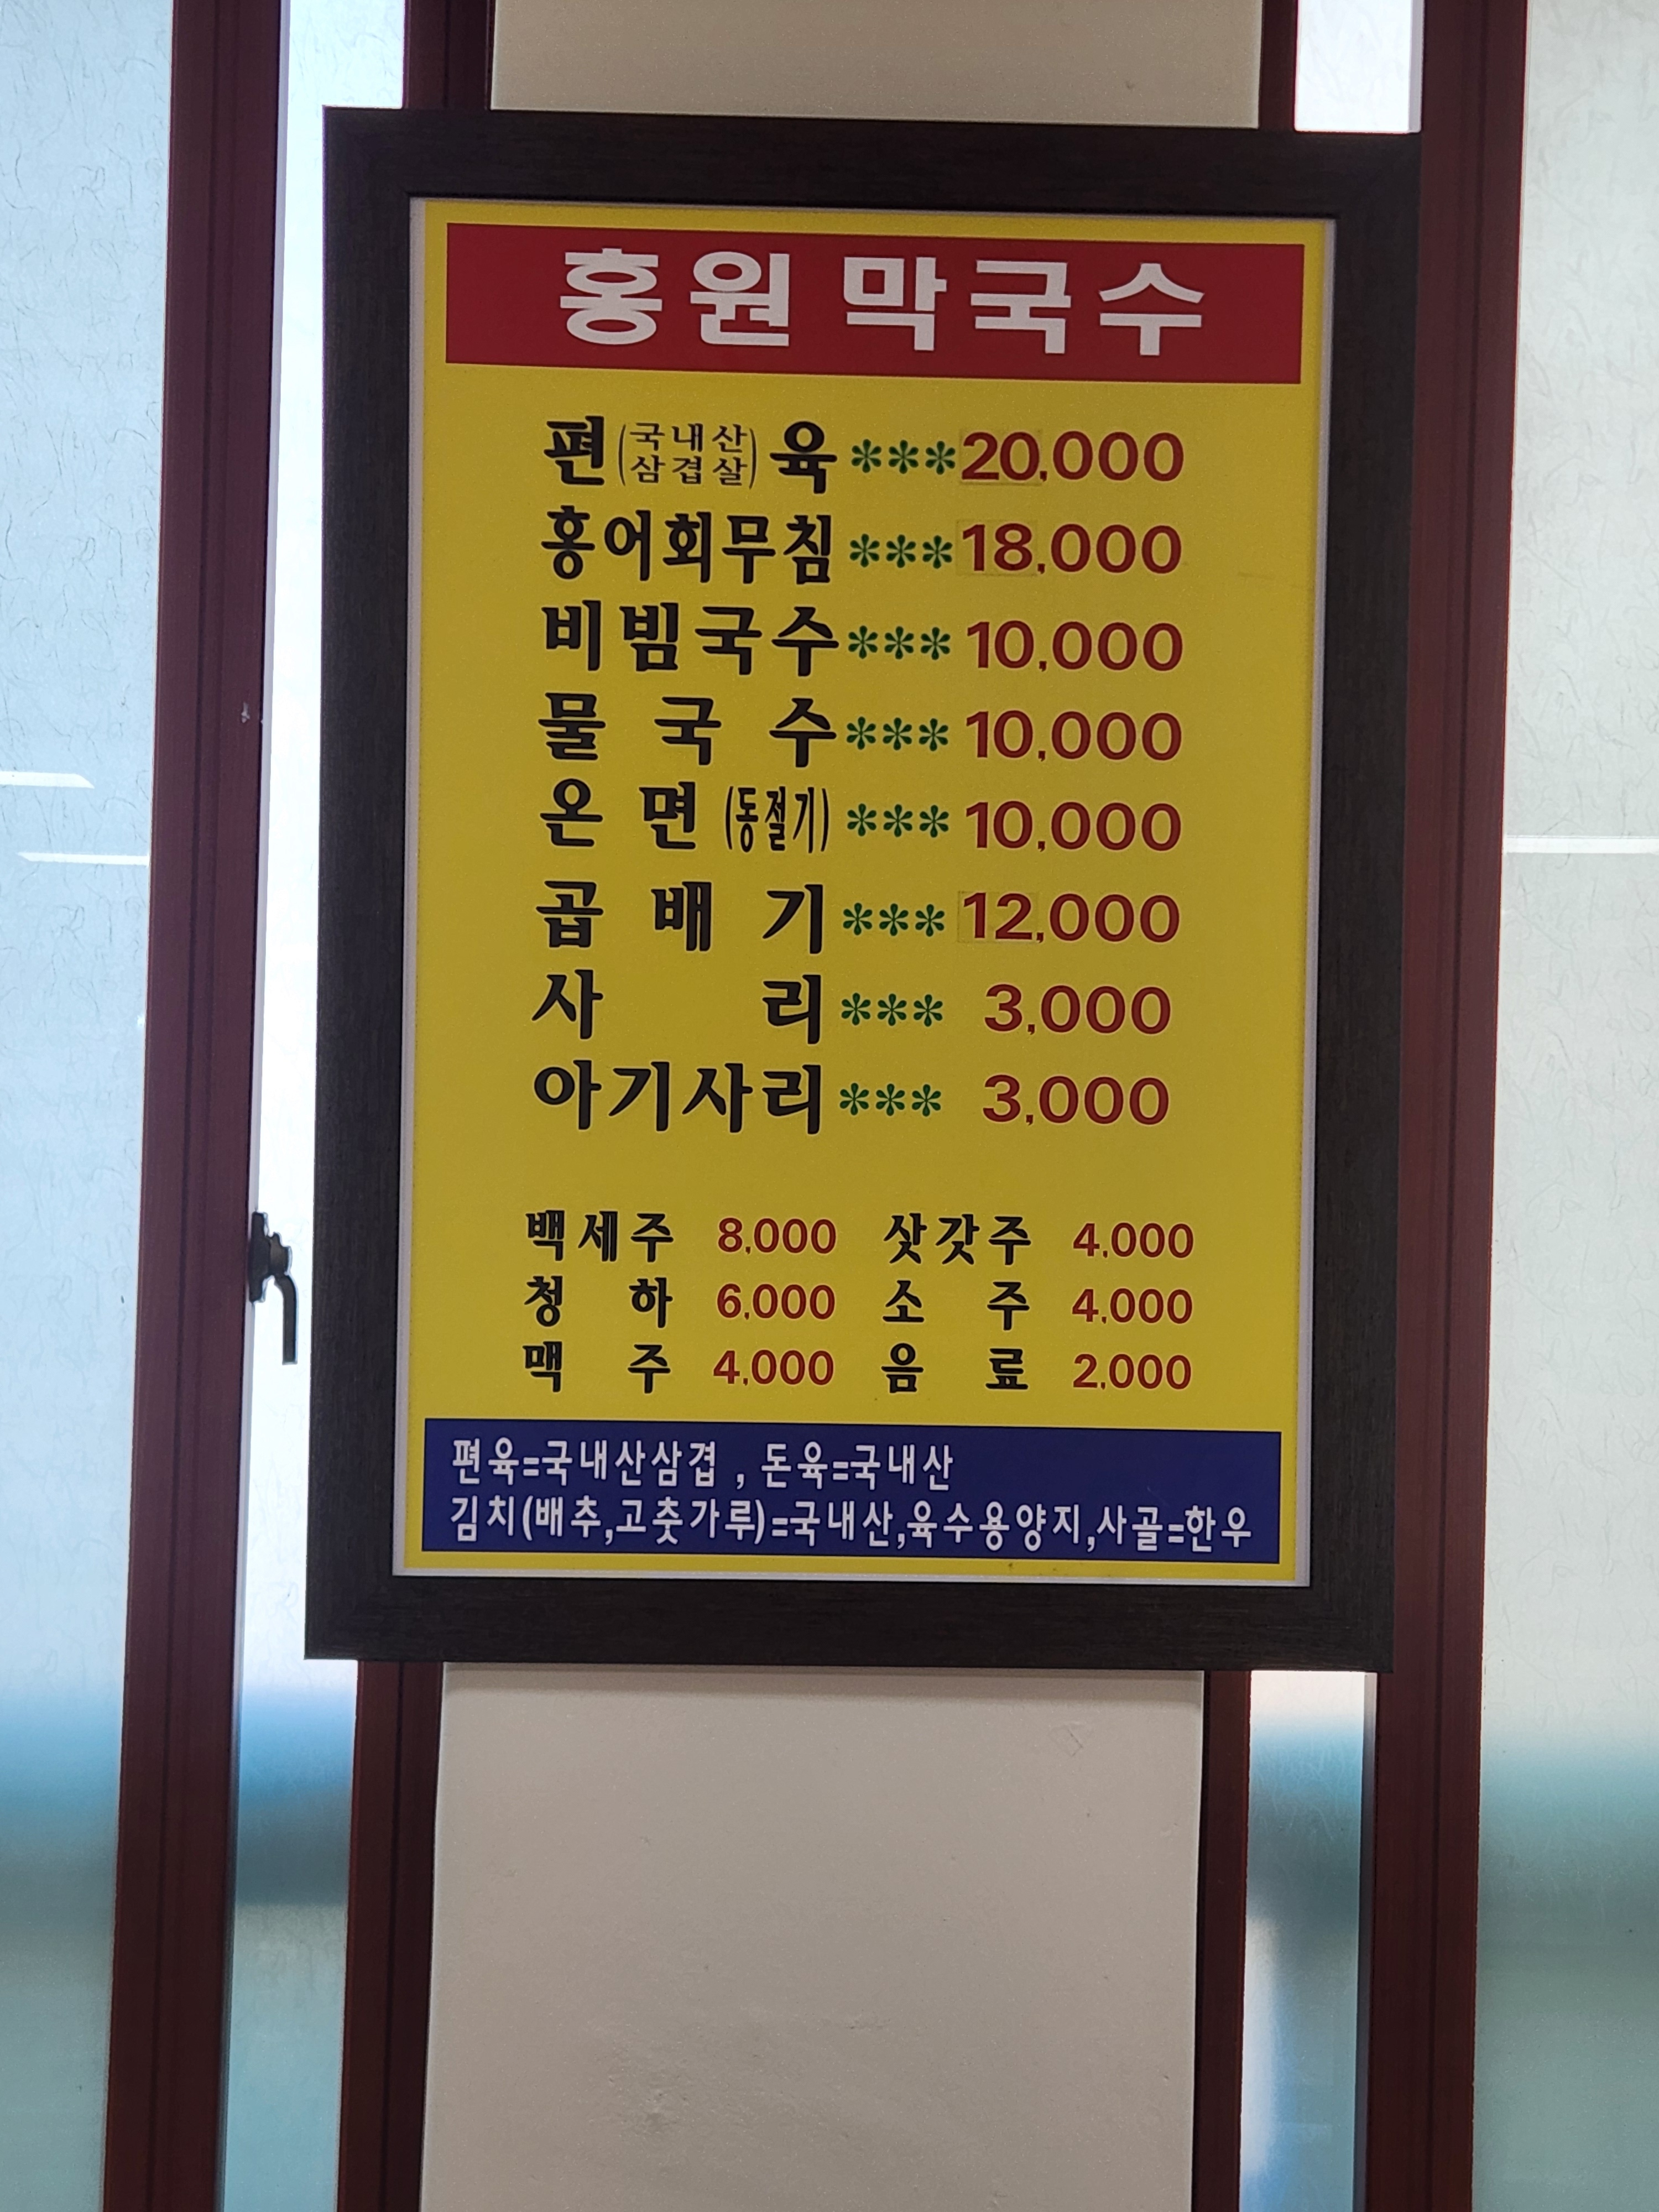 홍원 막국수
편(국내산 삼겹살)육 ***20,000
홍어회무침 ***18,000
비빔국수*** 10,000
물국수*** 10,000
온면(동절기) *** 10,000
곱배기*** 12,000
사리*** 3,000
아기사리*** 3,000
백세주 8,000 삿갓주 4,000
청하 6,000 소주 4,000
맥주 4,000 음료 2,000
편육=국내산삼겹 , 돈육=국내산
김치(배추,고춧가루)=국내산,육수용양지,사골=한우